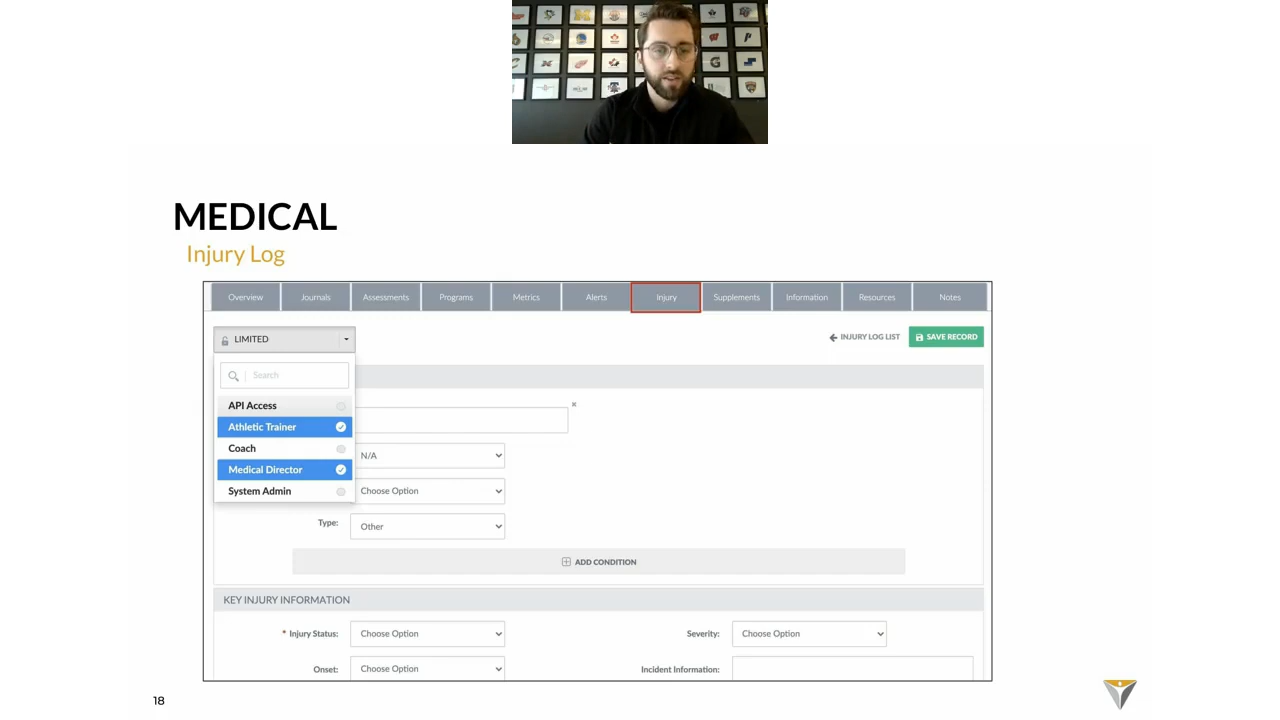 MEDICAL
Injury Log
Overview Journals Assessments Programs Metrics Alerts Injury Supplements Information Resources Notes
LIMITED
INJURY LOG LIST SAVE RECORD
Search
API Access
Athletic Trainer
Coach
N/A
Medical Director
System Admin
Choose Option
Type: Other
ADD CONDITION
KEY INJURY INFORMATION
* Injury Status: Choose Option Severity: Choose Option
Onset: Choose Option Incident Information:
18